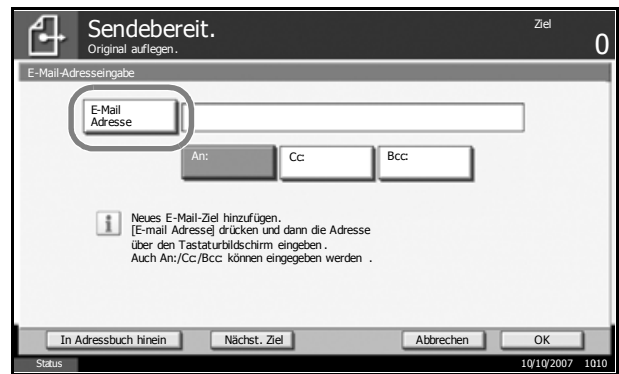 Sendebereit.
Ziel
Original auflegen.
0
E-Mail-Adresseingabe
E-Mail
Adresse
An:
Cc:
Bcc:
Neues E-Mail-Ziel hinzufügen.
[E-mail Adresse] drücken und dann die Adresse
über den Tastaturbildschirm eingeben.
Auch An:/Cc:/Bcc: können eingegeben werden .
In Adressbuch hinein
Nächst. Ziel
Abbrechen
OK
Status
10/10/2007 1010